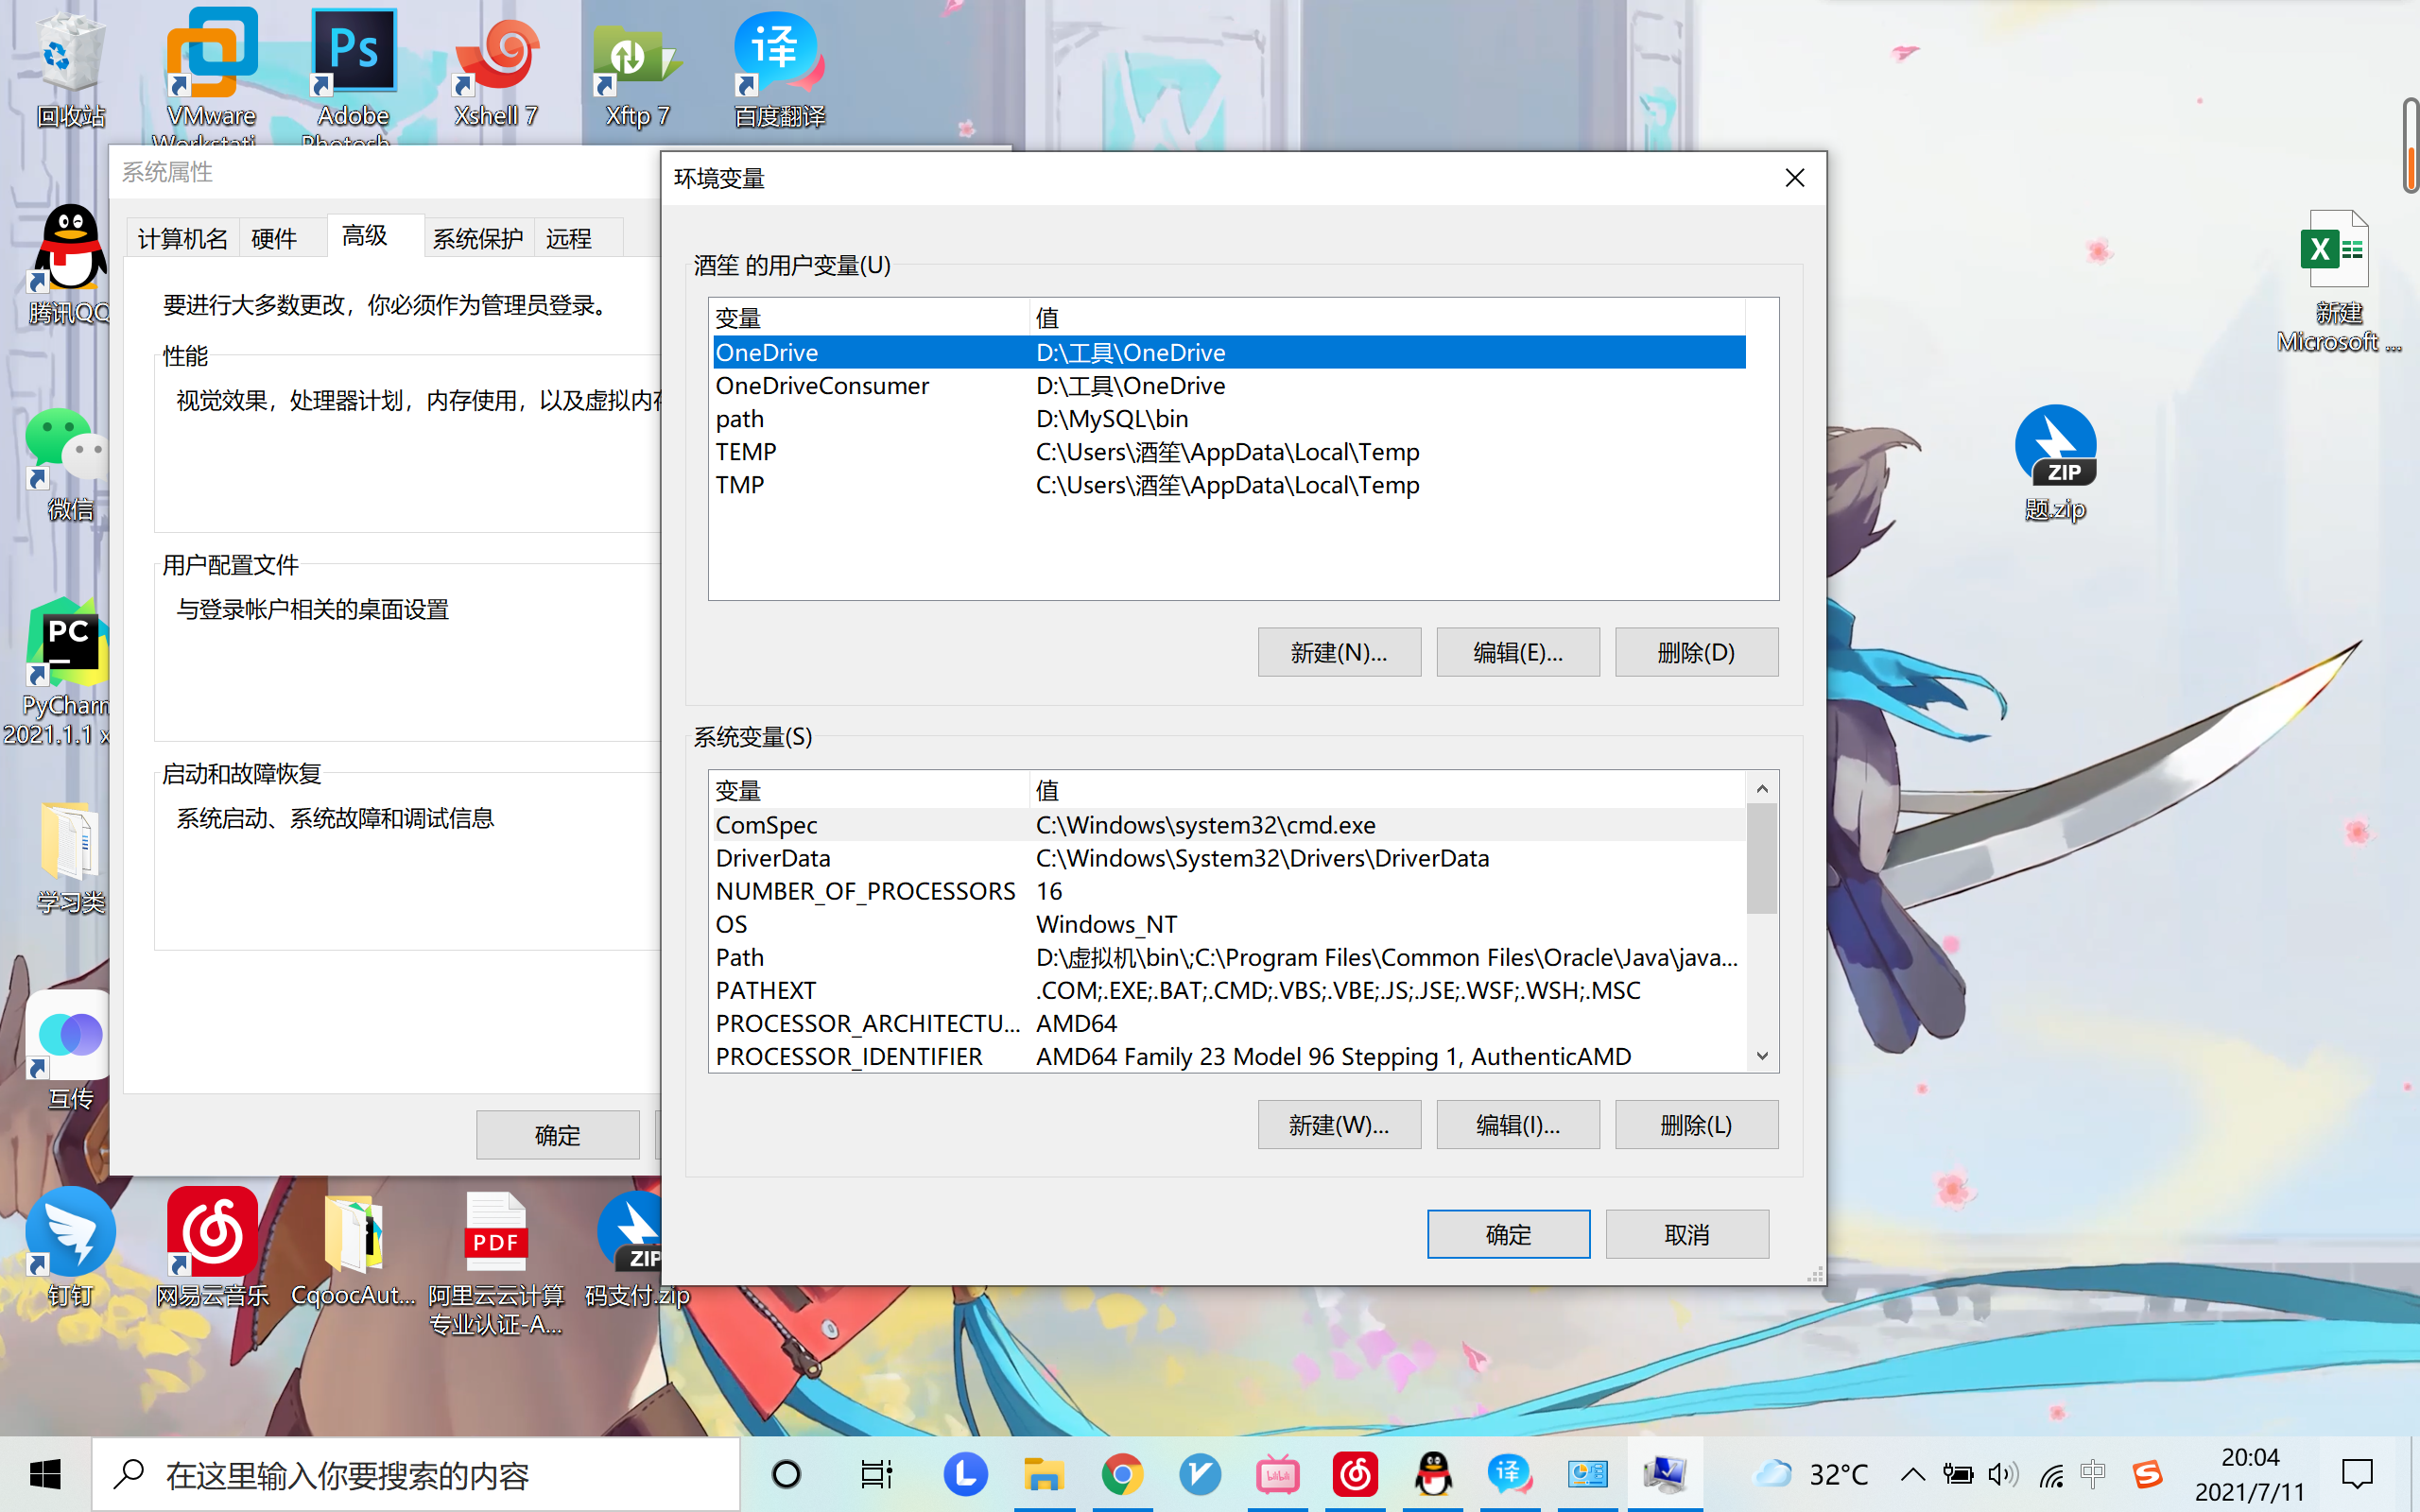 回收站
VMware
Workstati...
Adobe
Photosh...
Xshell 7
Xftp 7
百度翻译
译
Ps
系统属性
计算机名
硬件
高级
系统保护
远程
要进行大多数更改，你必须作为管理员登录。
性能
视觉效果，处理器计划，内存使用，以及虚拟内存
用户配置文件
与登录帐户相关的桌面设置
启动和故障恢复
系统启动、系统故障和调试信息
确定
环境变量
酒笙 的用户变量(U)
变量 值
OneDrive D:\工具\OneDrive
OneDriveConsumer D:\工具\OneDrive
path D:\MySQL\bin
TEMP C:\Users\酒笙\AppData\Local\Temp
TMP C:\Users\酒笙\AppData\Local\Temp
新建(N)... 编辑(E)... 删除(D)
系统变量(S)
变量 值
ComSpec C:\Windows\system32\cmd.exe
DriverData C:\Windows\System32\Drivers\DriverData
NUMBER_OF_PROCESSORS 16
OS Windows_NT
Path D:\虚拟机\bin\;C:\Program Files\Common Files\Oracle\Java\java...
PATHEXT .COM;.EXE;.BAT;.CMD;.VBS;.VBE;.JS;.JSE;.WSF;.WSH;.MSC
PROCESSOR_ARCHITECTU... AMD64
PROCESSOR_IDENTIFIER AMD64 Family 23 Model 96 Stepping 1, AuthenticAMD
新建(W)... 编辑(I)... 删除(L)
确定 取消
腾讯QQ
微信
PC
PyCharm
2021.1.1 x
学习类
互传
钉钉
网易云音乐
CqoocAut...
PDF
阿里云云计算
专业认证-A...
ZIP
码支付.zip
X
新建
Microsoft ...
ZIP
题.zip
在这里输入你要搜索的内容
L
bilibili
译
32°C
中
S
20:04
2021/7/11